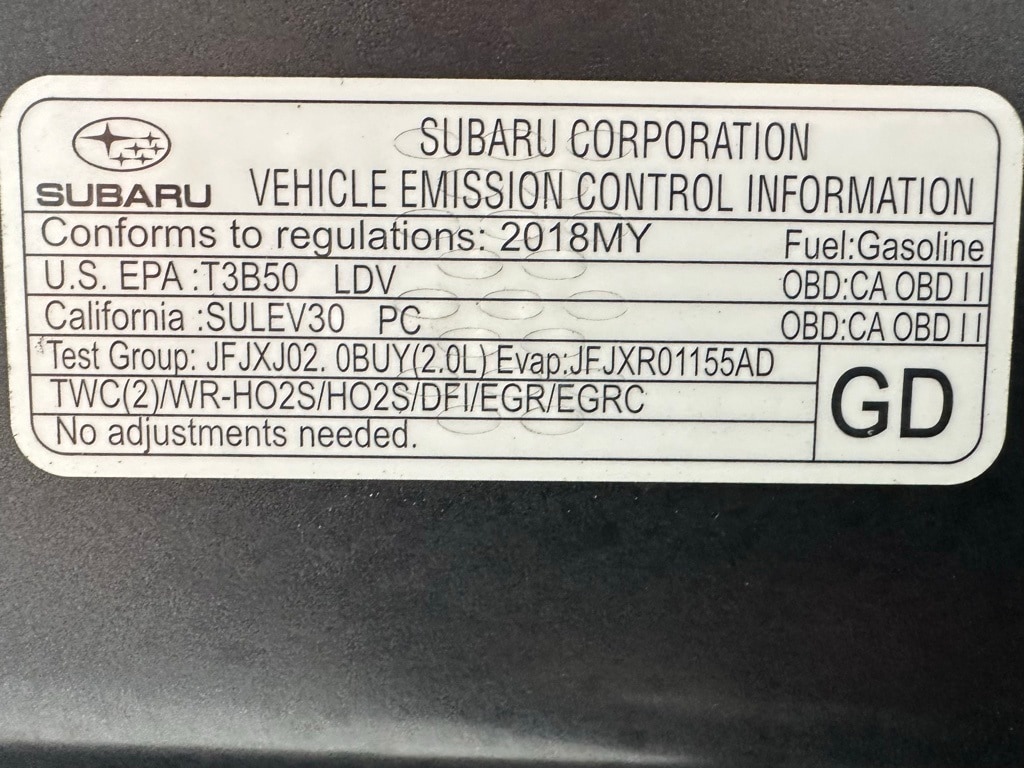 SUBARU CORPORATION
SUBARU VEHICLE EMISSION CONTROL INFORMATION
Conforms to regulations: 2018MY Fuel:Gasoline
U.S. EPA :T3B50 LDV OBD:CA OBD II
California :SULEV30 PC OBD:CA OBD II
Test Group: JFJXJ02. 0BUY(2.0L) Evap:JFJXR01155AD
TWC(2)/WR-HO2S/HO2S/DFI/EGR/EGRC
GD
No adjustments needed.